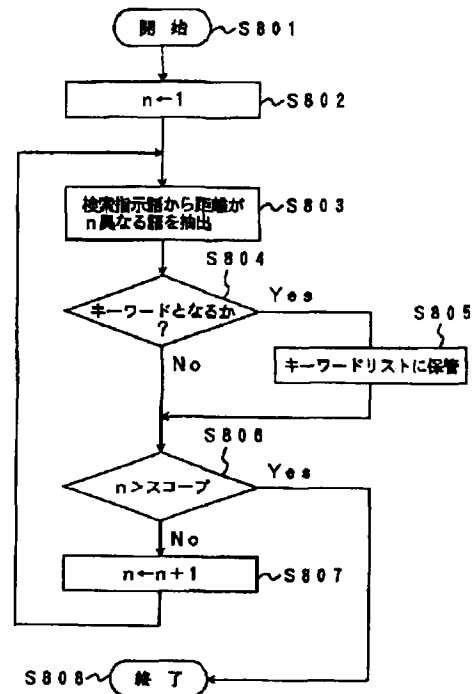 開 始
S801
n←1
S802
検索指示語から距離が
n異なる語を抽出
S803
S804
キーワードとなるか
?
Yes
No
S805
キーワードリストに保管
S806
n>スコープ
Yes
No
n←n+1
S807
S808
終 了